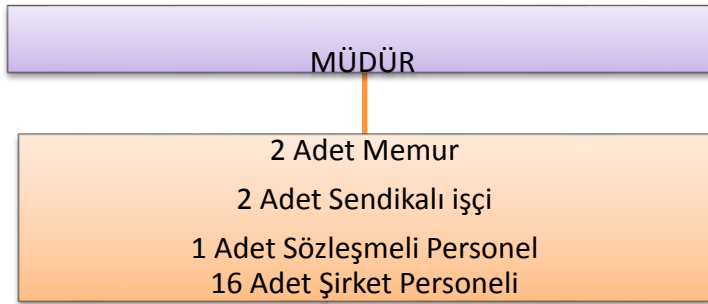 MÜDÜR
2 Adet Memur
2 Adet Sendikalı işçi
1 Adet Sözleşmeli Personel
16 Adet Şirket Personeli